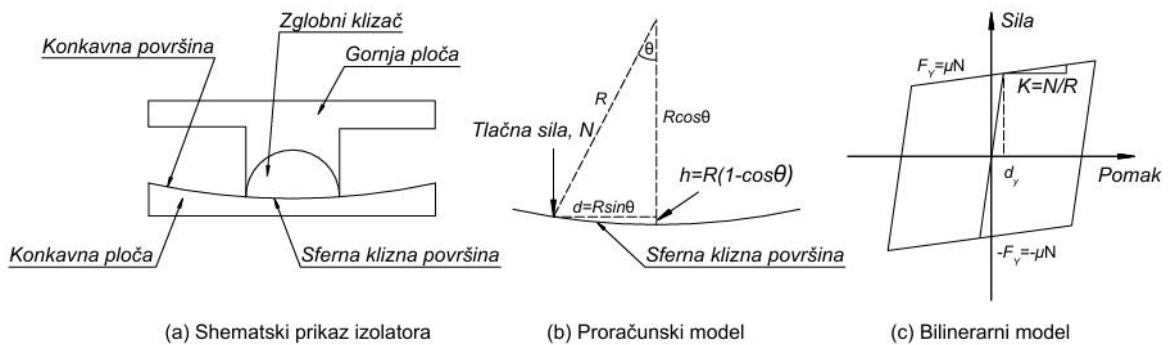 Zglobni klizač
Konkavna površina
Gornja ploča
Konkavna ploča
Sferna klizna površina
(a) Shematski prikaz izolatora
θ
R
Rcosθ
Tlačna sila, N
h=R(1-cosθ)
d=Rsinθ
Sferna klizna površina
(b) Proračunski model
Sila
F_Y=μN
K=N/R
d_y
Pomak
-F_Y=-μN
(c) Bilinerarni model